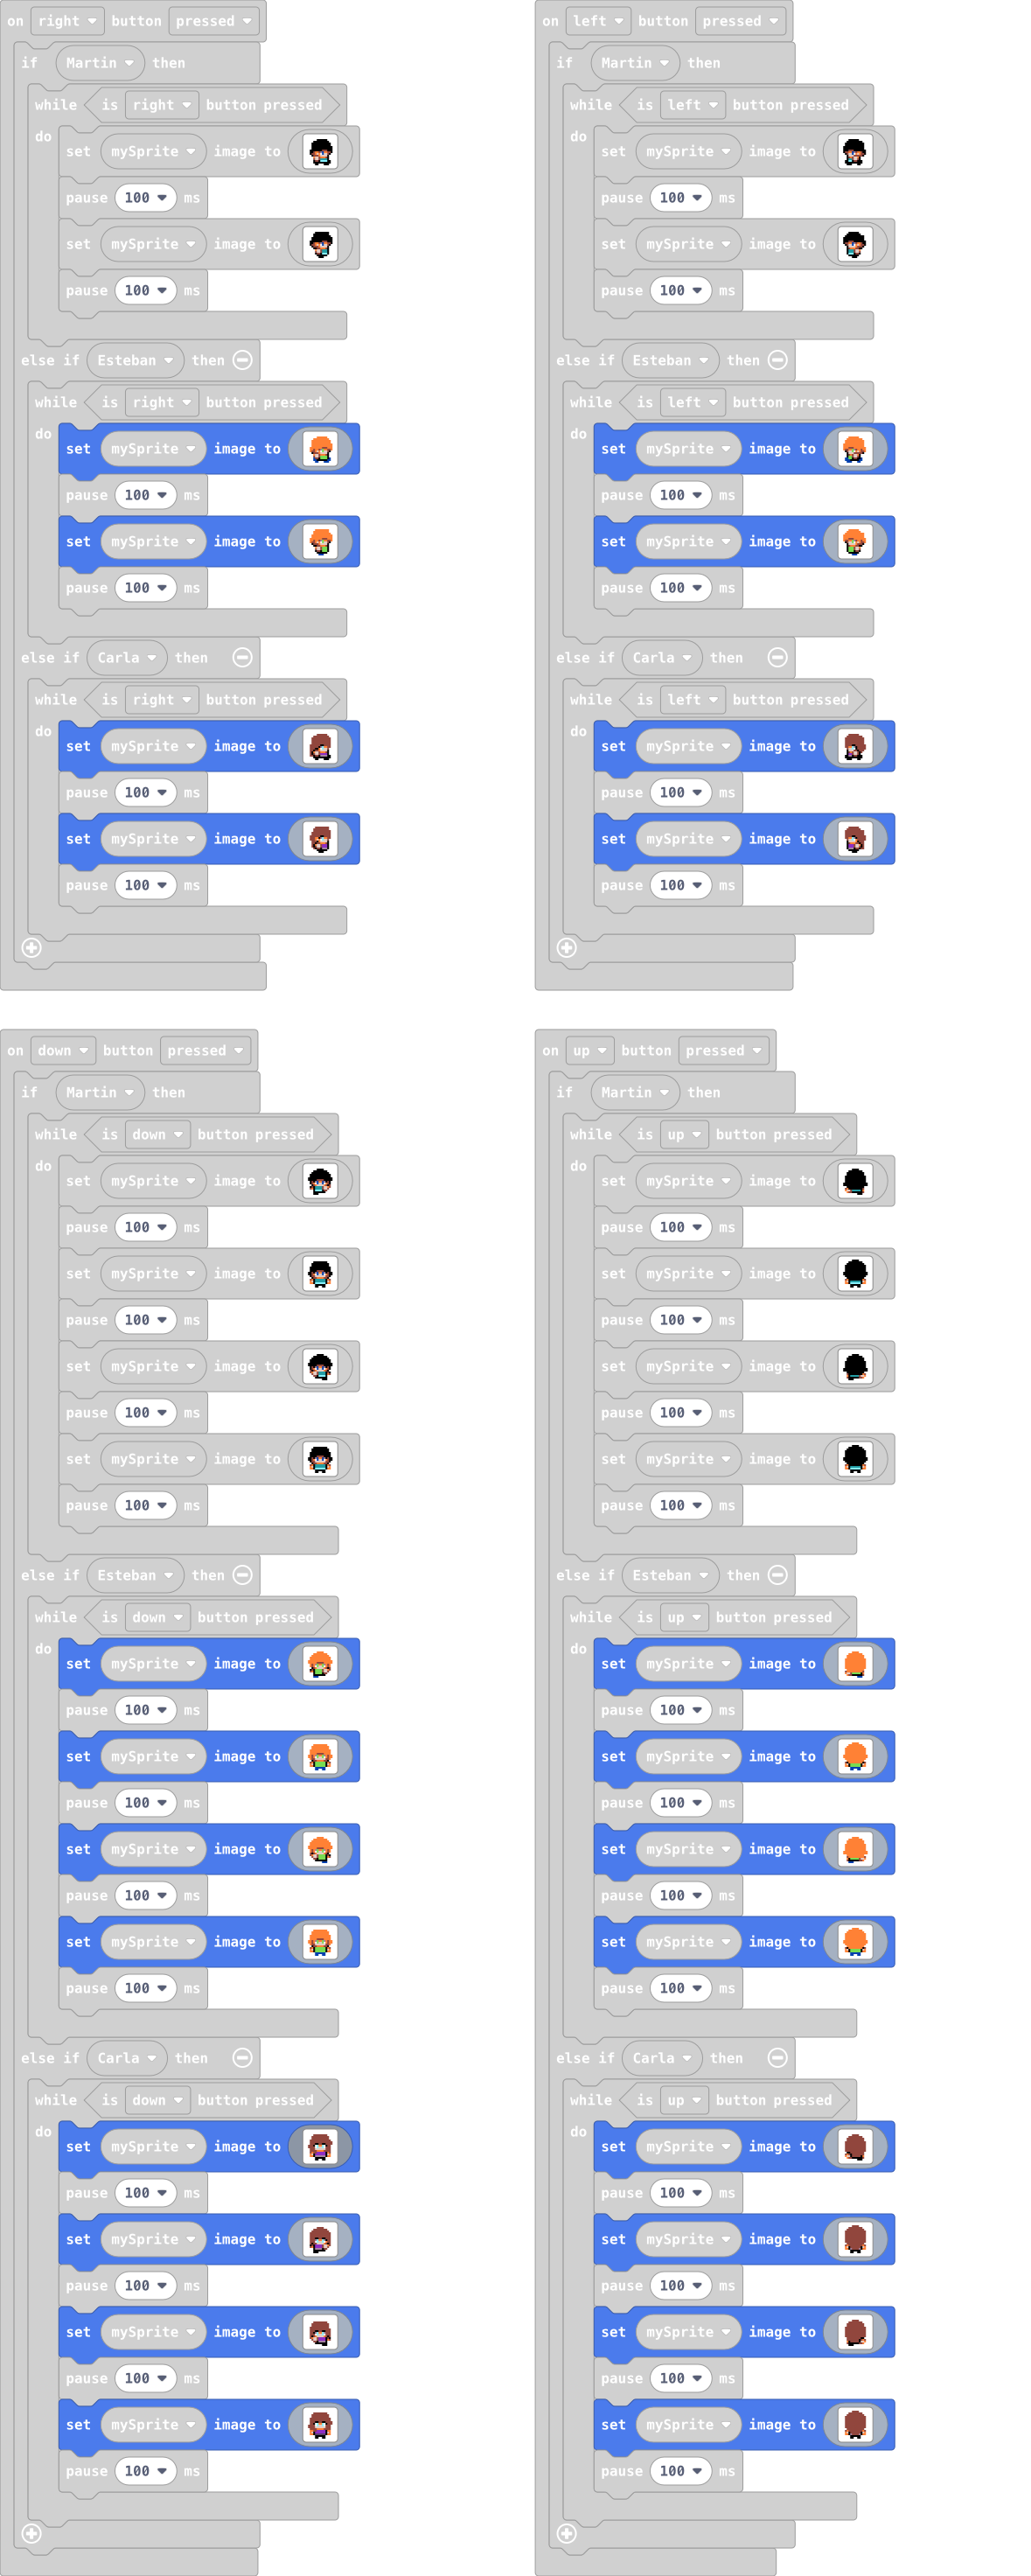 on right button pressed
if Martin then
while is right button pressed
do
set mySprite image to
pause 100 ms
set mySprite image to
pause 100 ms
else if Esteban then
while is right button pressed
do
set mySprite image to
pause 100 ms
set mySprite image to
pause 100 ms
else if Carla then
while is right button pressed
do
set mySprite image to
pause 100 ms
set mySprite image to
pause 100 ms
on left button pressed
if Martin then
while is left button pressed
do
set mySprite image to
pause 100 ms
set mySprite image to
pause 100 ms
else if Esteban then
while is left button pressed
do
set mySprite image to
pause 100 ms
set mySprite image to
pause 100 ms
else if Carla then
while is left button pressed
do
set mySprite image to
pause 100 ms
set mySprite image to
pause 100 ms
on down button pressed
if Martin then
while is down button pressed
do
set mySprite image to
pause 100 ms
set mySprite image to
pause 100 ms
set mySprite image to
pause 100 ms
set mySprite image to
pause 100 ms
else if Esteban then
while is down button pressed
do
set mySprite image to
pause 100 ms
set mySprite image to
pause 100 ms
set mySprite image to
pause 100 ms
set mySprite image to
pause 100 ms
else if Carla then
while is down button pressed
do
set mySprite image to
pause 100 ms
set mySprite image to
pause 100 ms
set mySprite image to
pause 100 ms
set mySprite image to
pause 100 ms
on up button pressed
if Martin then
while is up button pressed
do
set mySprite image to
pause 100 ms
set mySprite image to
pause 100 ms
set mySprite image to
pause 100 ms
set mySprite image to
pause 100 ms
else if Esteban then
while is up button pressed
do
set mySprite image to
pause 100 ms
set mySprite image to
pause 100 ms
set mySprite image to
pause 100 ms
set mySprite image to
pause 100 ms
else if Carla then
while is up button pressed
do
set mySprite image to
pause 100 ms
set mySprite image to
pause 100 ms
set mySprite image to
pause 100 ms
set mySprite image to
pause 100 ms